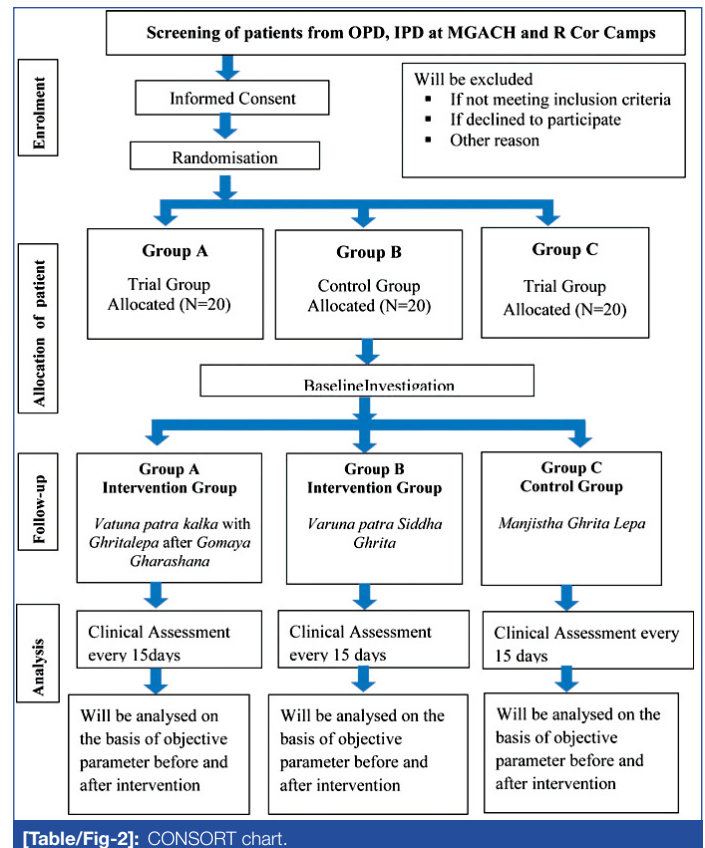 Screening of patients from OPD, IPD at MGACH and R Cor Camps
Enrolment
Informed Consent
Will be excluded
▪ If not meeting inclusion criteria
▪ If declined to participate
▪ Other reason
Randomisation
Allocation of patient
Group A
Trial Group
Allocated (N=20)
Group B
Control Group
Allocated (N=20)
Group C
Trial Group
Allocated (N=20)
BaselineInvestigation
Follow-up
Group A
Intervention Group
Vatuna patra kalka with
Ghritalepa after Gomaya
Gharashana
Group B
Intervention Group
Varuna patra Siddha
Ghrita
Group C
Control Group
Manjistha Ghrita Lepa
Analysis
Clinical Assessment
every 15days
Clinical Assessment
every 15 days
Clinical Assessment every
15 days
Will be analysed on
the basis of objective
parameter before and
after intervention
Will be analysed on the
basis of objective
parameter before and
after intervention
Will be analysed on the
basis of objective
parameter before and
after intervention
[Table/Fig-2]: CONSORT chart.